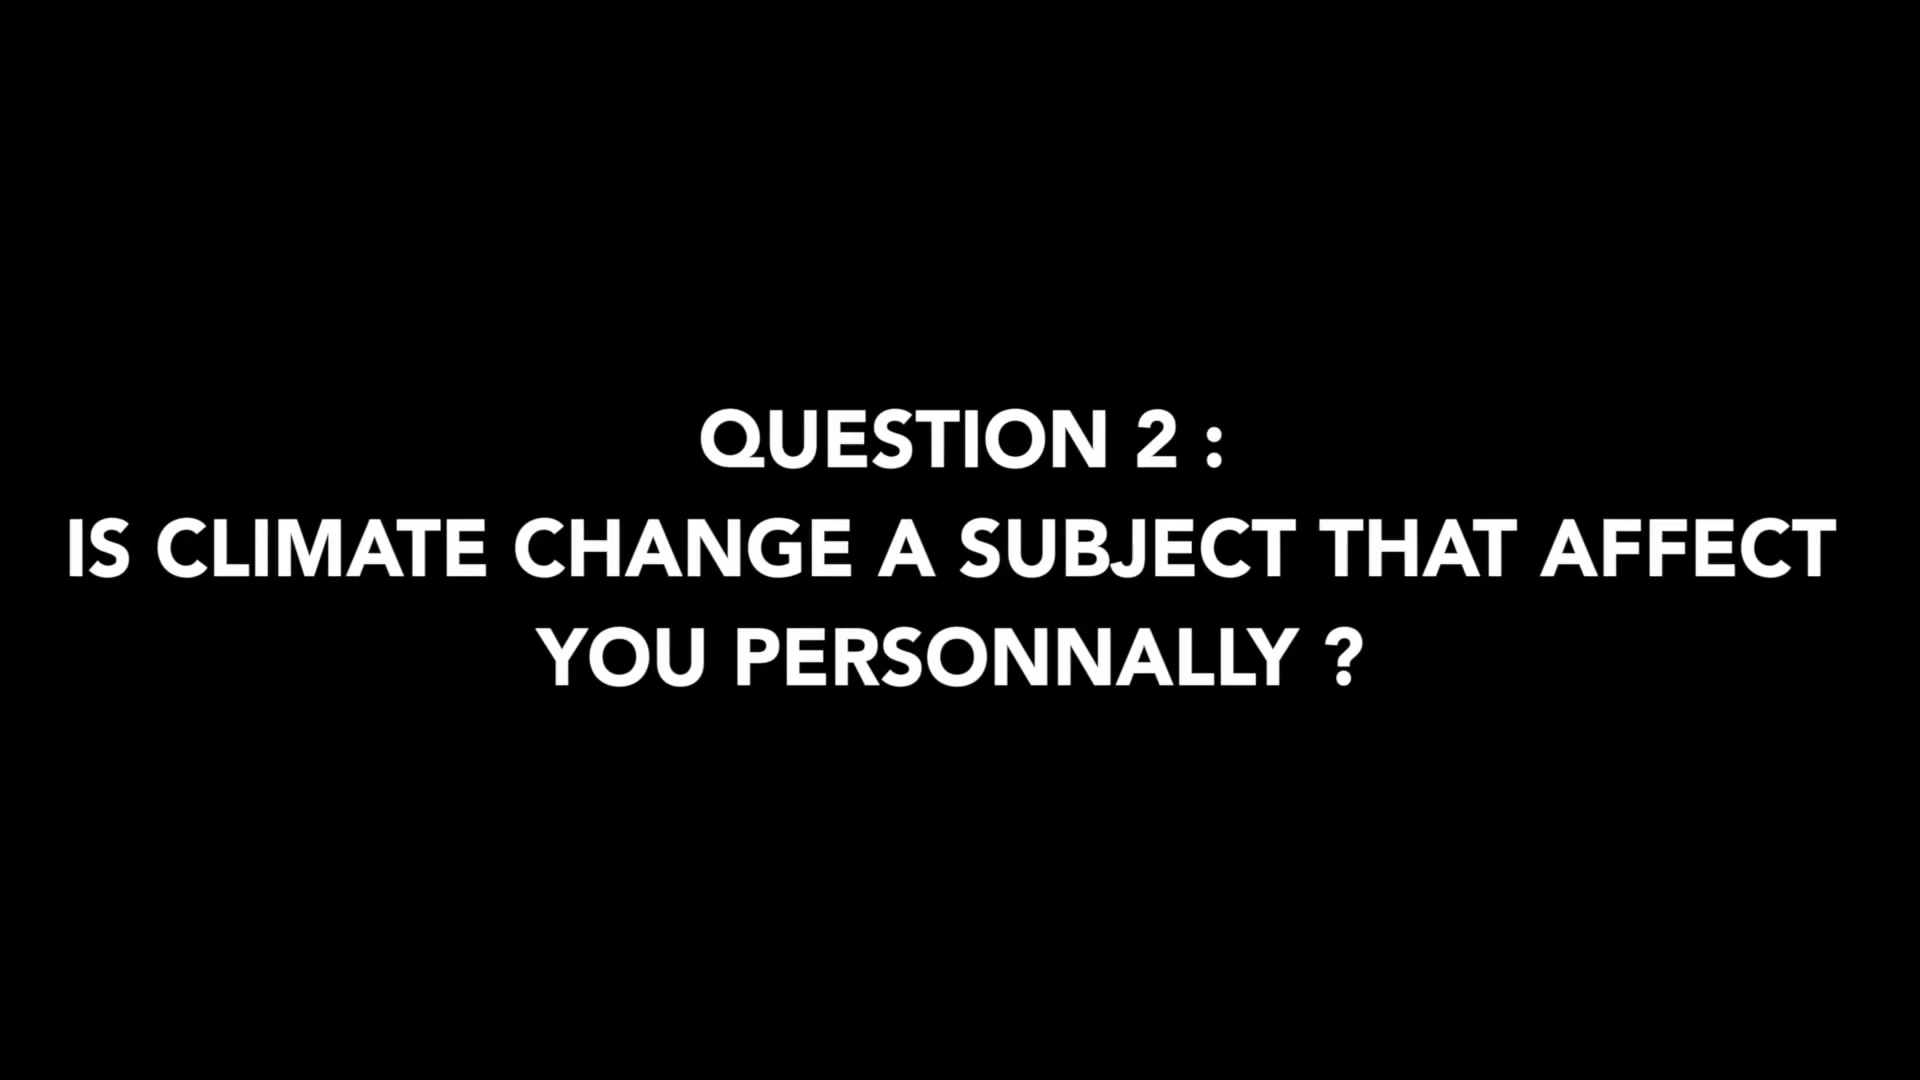 QUESTION 2 :
IS CLIMATE CHANGE A SUBJECT THAT AFFECT
YOU PERSONNALLY ?